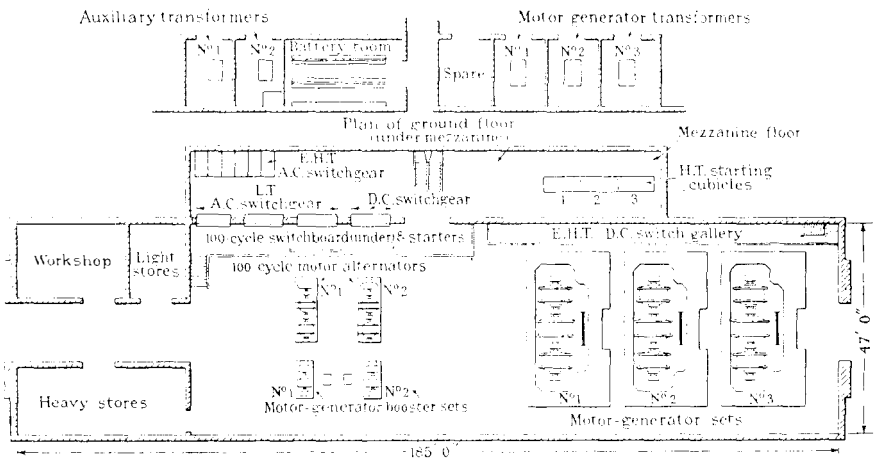 Auxiliary transformers
Motor generator transformers
Nº1
Nº2
Battery room
Spare
Nº1
Nº2
Nº3
Plan of ground floor
(under mezzanine)
Mezzanine floor
E.H.T.
A.C. switchgear
L.T.
A.C. switchgear
D.C. switchgear
H.T. starting
cubicles
1 2 3
100-cycle switchboard (under) & starters
E.H.T. D.C. switch gallery
Workshop
Light
stores
100 cycle motor alternators
Nº1
Nº2
47' 0"
Heavy stores
Nº1
Nº2
Motor-generator booster sets
Nº1
Nº2
Nº3
Motor-generator sets
185' 0"